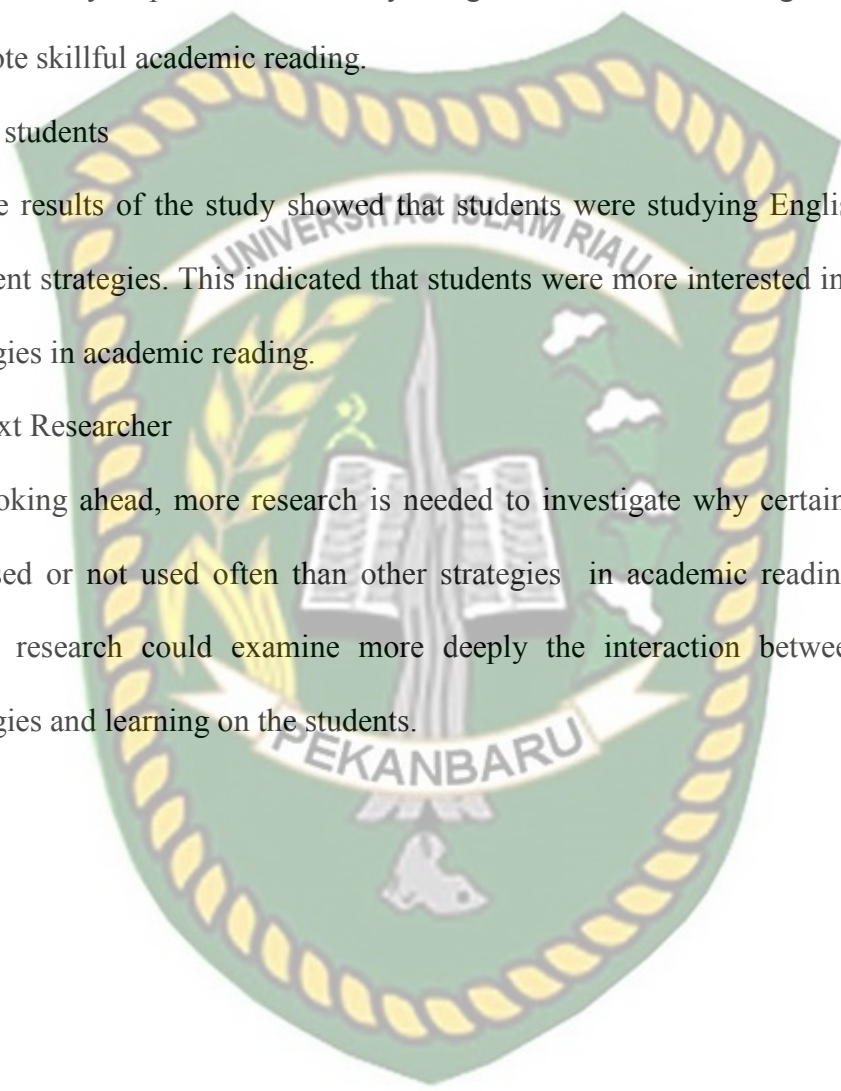 ote skillful academic reading.
students
e results of the study showed that students were studying Englis
UNIVERSITAS ISLAM RIAU
ent strategies. This indicated that students were more interested in
gies in academic reading.
xt Researcher
oking ahead, more research is needed to investigate why certain
sed or not used often than other strategies in academic readin
research could examine more deeply the interaction betwee
gies and learning on the students.
PEKANBARU